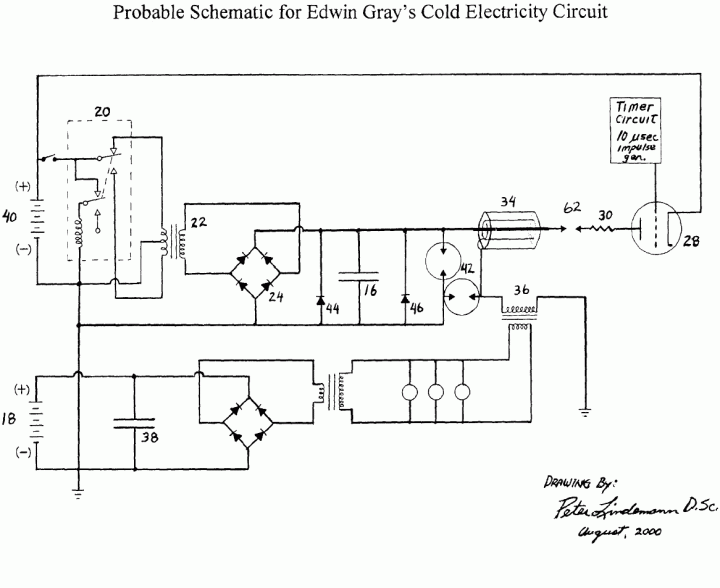 Probable Schematic for Edwin Gray's Cold Electricity Circuit
20
Timer
Circuit
10 μsec
impulse
gen.
(+)
40
(-)
22
24
44
16
46
42
34
62
30
28
36
(+)
18
(-)
38
DRAWING By:
Peter Lindemann D.Sc.
August, 2000